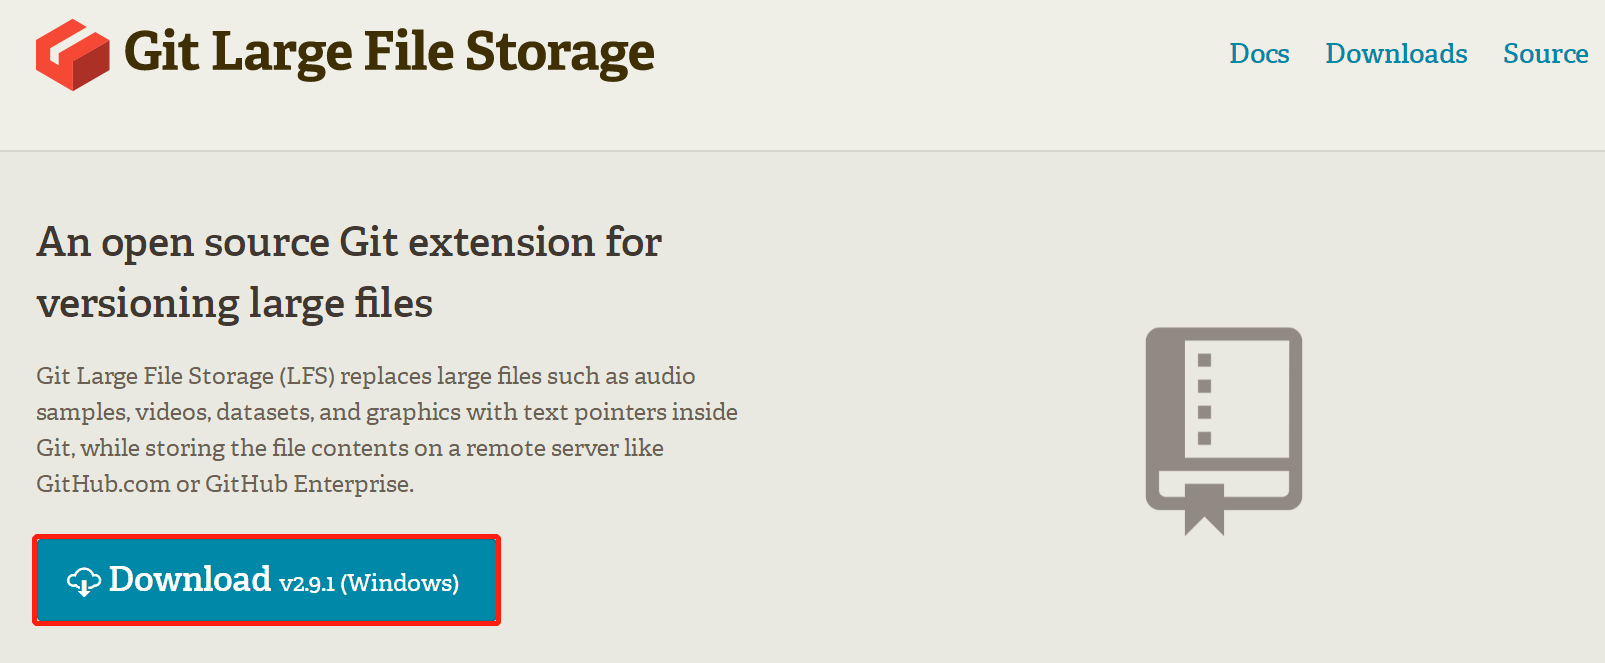 Git Large File Storage
Docs Downloads Source
An open source Git extension for
versioning large files
Git Large File Storage (LFS) replaces large files such as audio
samples, videos, datasets, and graphics with text pointers inside
Git, while storing the file contents on a remote server like
GitHub.com or GitHub Enterprise.
Download v2.9.1 (Windows)